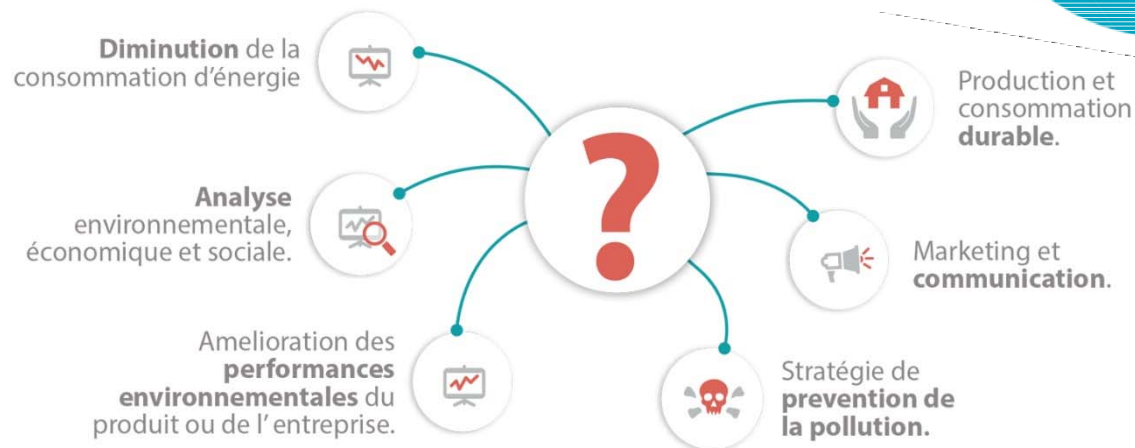 Diminution de la
consommation d'énergie
Analyse
environnementale,
économique et sociale.
Amelioration des
performances
environnementales du
produit ou de l' entreprise.
?
Production et
consommation
durable.
Marketing et
communication.
Stratégie de
prevention de
la pollution.